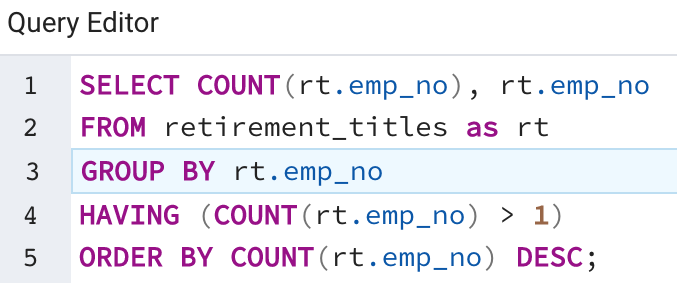 Query Editor
1 SELECT COUNT(rt.emp_no), rt.emp_no
2 FROM retirement_titles as rt
3 GROUP BY rt.emp_no
4 HAVING (COUNT(rt.emp_no) > 1)
5 ORDER BY COUNT(rt.emp_no) DESC;